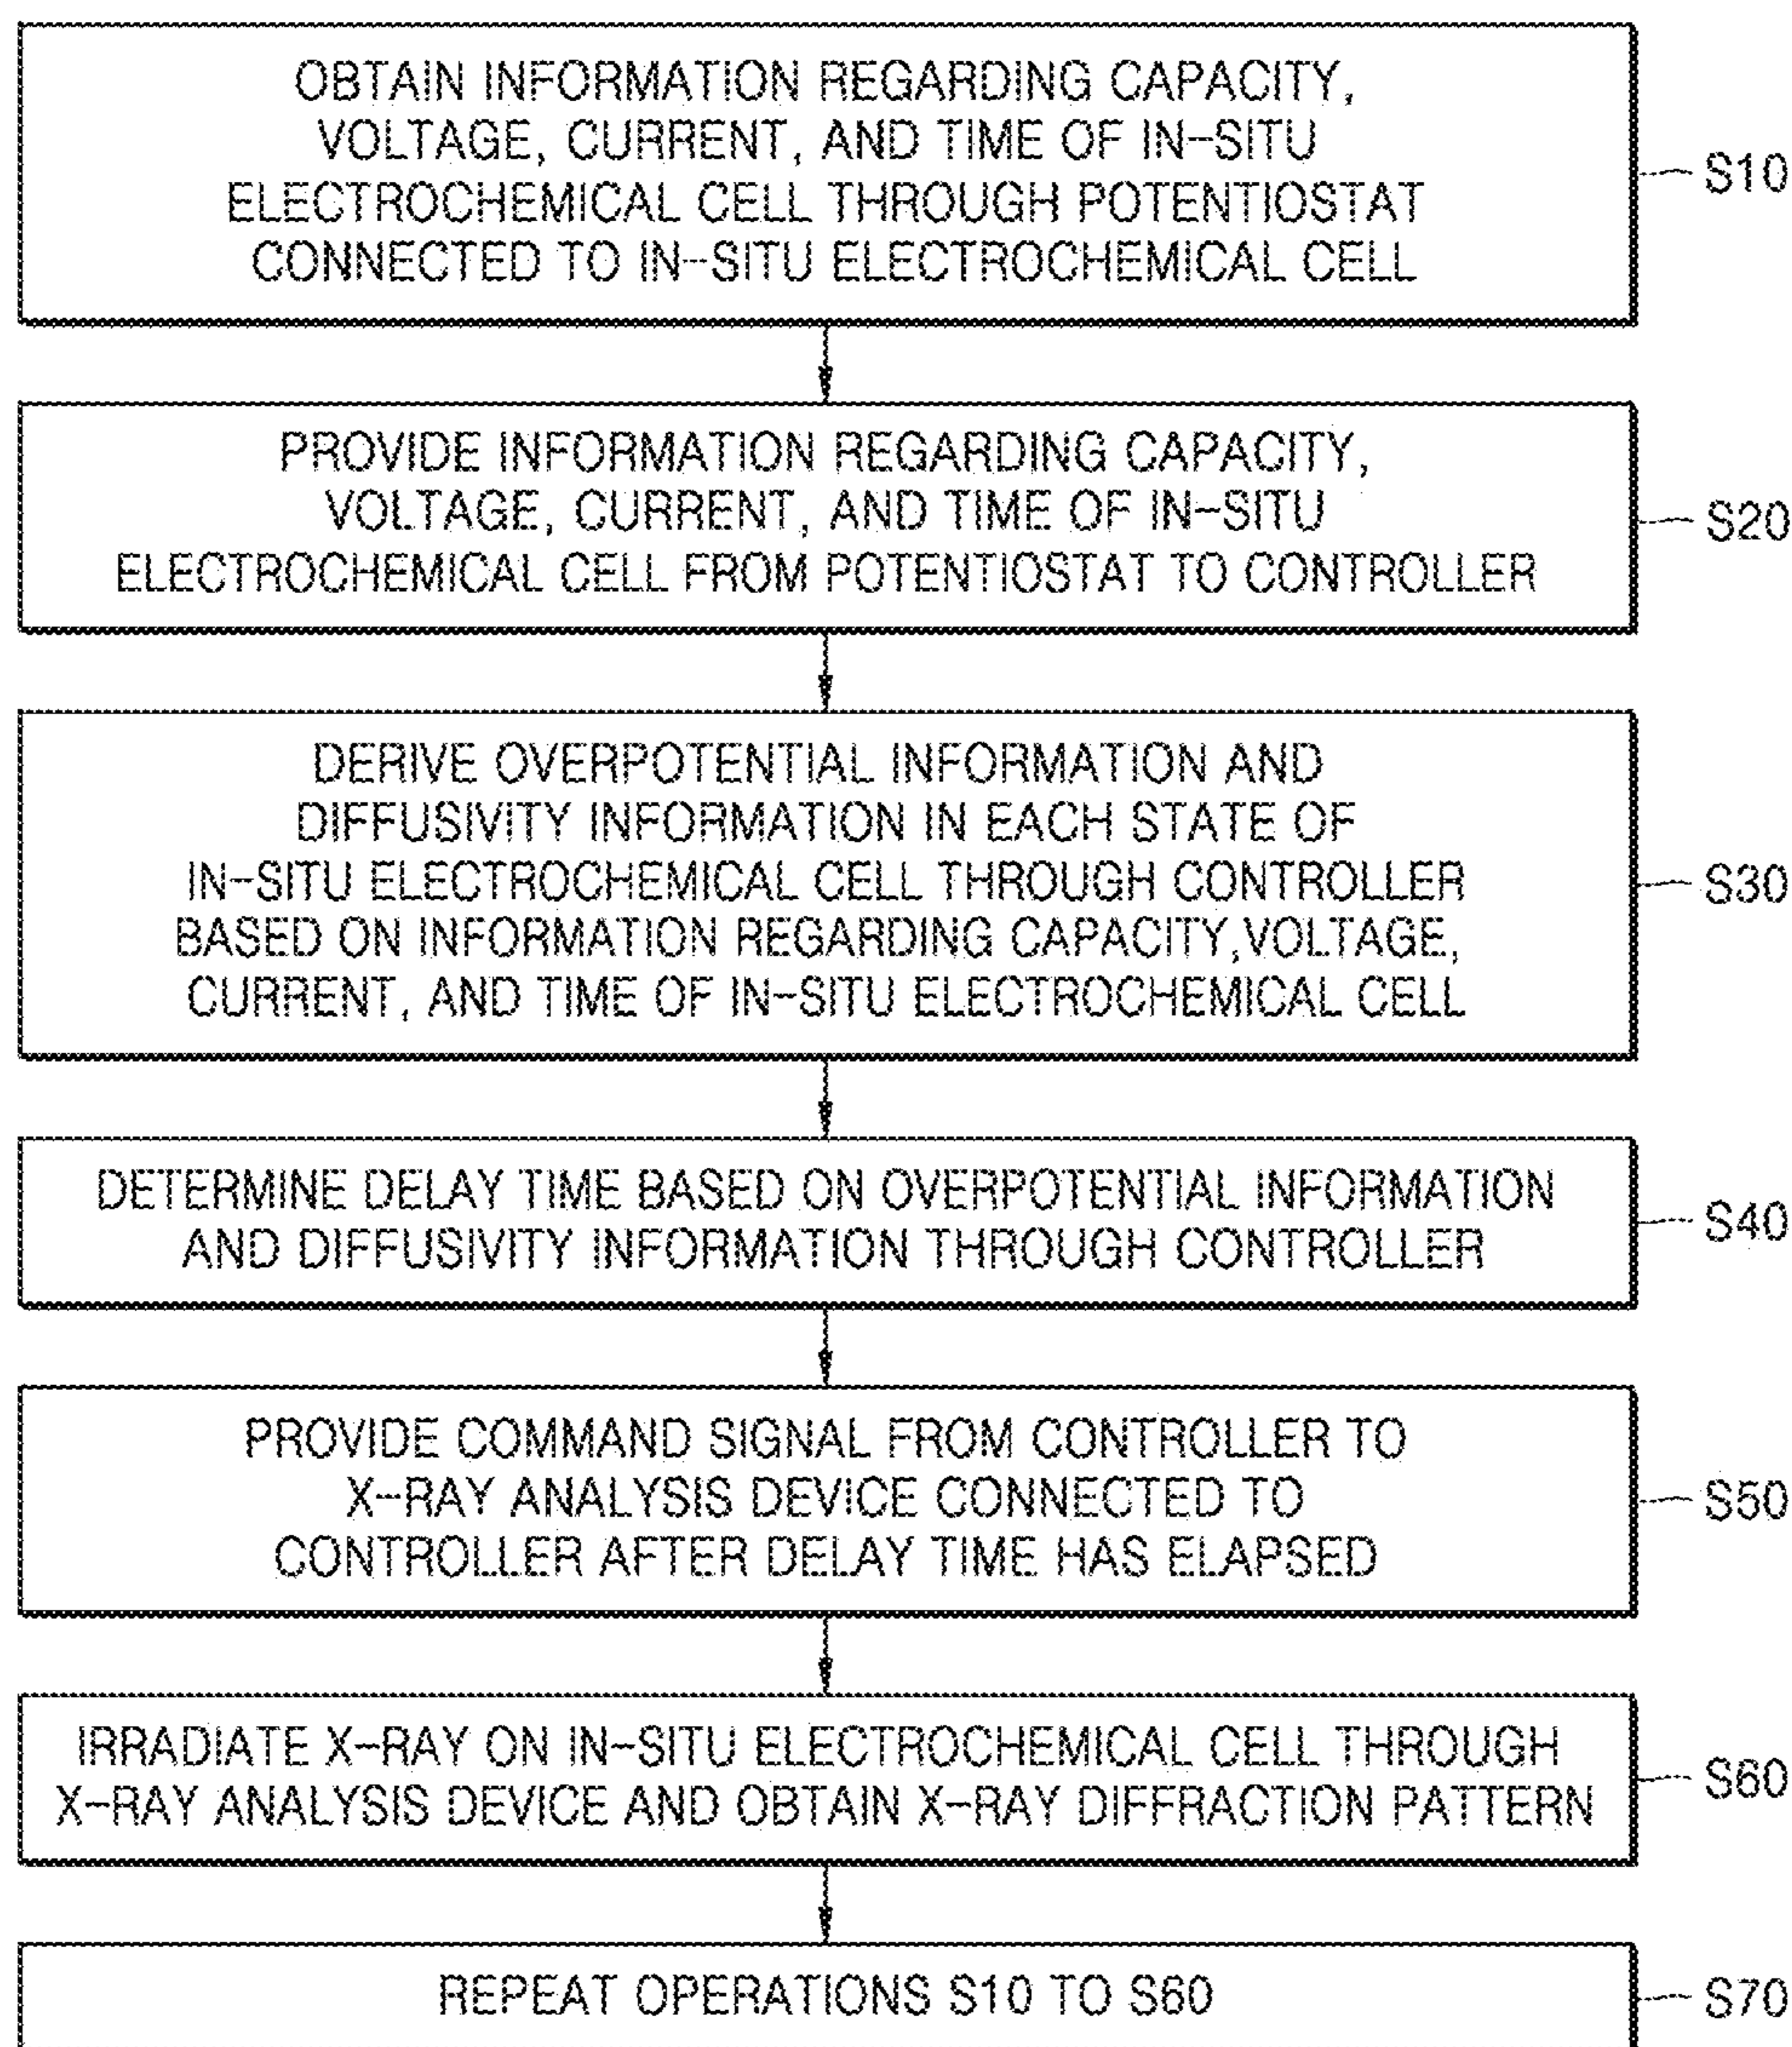 OBTAIN INFORMATION REGARDING CAPACITY,
VOLTAGE, CURRENT, AND TIME OF IN-SITU
ELECTROCHEMICAL CELL THROUGH POTENTIOSTAT
CONNECTED TO IN-SITU ELECTROCHEMICAL CELL
S10
PROVIDE INFORMATION REGARDING CAPACITY,
VOLTAGE, CURRENT, AND TIME OF IN-SITU
ELECTROCHEMICAL CELL FROM POTENTIOSTAT TO CONTROLLER
S20
DERIVE OVERPOTENTIAL INFORMATION AND
DIFFUSIVITY INFORMATION IN EACH STATE OF
IN-SITU ELECTROCHEMICAL CELL THROUGH CONTROLLER
BASED ON INFORMATION REGARDING CAPACITY,VOLTAGE,
CURRENT, AND TIME OF IN-SITU ELECTROCHEMICAL CELL
S30
DETERMINE DELAY TIME BASED ON OVERPOTENTIAL INFORMATION
AND DIFFUSIVITY INFORMATION THROUGH CONTROLLER
S40
PROVIDE COMMAND SIGNAL FROM CONTROLLER TO
X-RAY ANALYSIS DEVICE CONNECTED TO
CONTROLLER AFTER DELAY TIME HAS ELAPSED
S50
IRRADIATE X-RAY ON IN-SITU ELECTROCHEMICAL CELL THROUGH
X-RAY ANALYSIS DEVICE AND OBTAIN X-RAY DIFFRACTION PATTERN
S60
REPEAT OPERATIONS S10 TO S60
S70